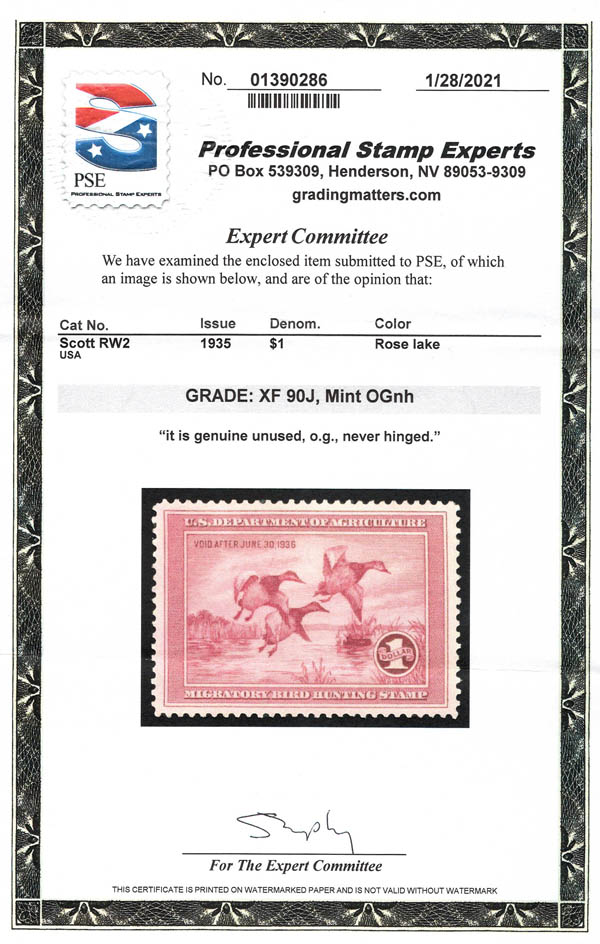 No. 01390286 1/28/2021
PSE
PROFESSIONAL STAMP EXPERTS
Professional Stamp Experts
PO Box 539309, Henderson, NV 89053-9309
gradingmatters.com
Expert Committee
We have examined the enclosed item submitted to PSE, of which
an image is shown below, and are of the opinion that:
Cat No. Issue Denom. Color
Scott RW2 1935 $1 Rose lake
USA
GRADE: XF 90J, Mint OGnh
“it is genuine unused, o.g., never hinged.”
U.S. DEPARTMENT OF AGRICULTURE
VOID AFTER JUNE 30, 1936
1
DOLLAR
MIGRATORY BIRD HUNTING STAMP
For The Expert Committee
THIS CERTIFICATE IS PRINTED ON WATERMARKED PAPER AND IS NOT VALID WITHOUT WATERMARK